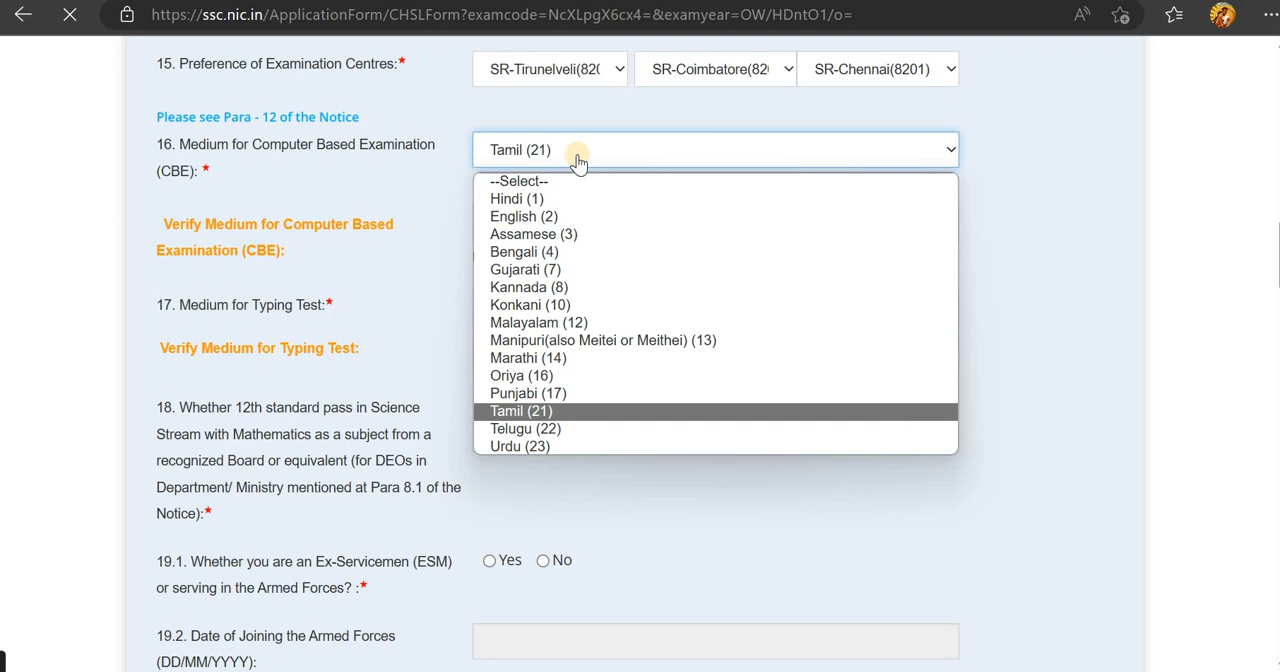 https://ssc.nic.in/ApplicationForm/CHSLForm?examcode=NcXLpgX6cx4=&examyear=OW/HDntO1/o=
15. Preference of Examination Centres:*
SR-Tirunelveli(820
SR-Coimbatore(82
SR-Chennai(8201)
Please see Para - 12 of the Notice
16. Medium for Computer Based Examination
(CBE): *
Tamil (21)
--Select--
Hindi (1)
English (2)
Assamese (3)
Bengali (4)
Gujarati (7)
Kannada (8)
Konkani (10)
Malayalam (12)
Manipuri(also Meitei or Meithei) (13)
Marathi (14)
Oriya (16)
Punjabi (17)
Tamil (21)
Telugu (22)
Urdu (23)
Verify Medium for Computer Based
Examination (CBE):
17. Medium for Typing Test:*
Verify Medium for Typing Test:
18. Whether 12th standard pass in Science
Stream with Mathematics as a subject from a
recognized Board or equivalent (for DEOs in
Department/ Ministry mentioned at Para 8.1 of the
Notice):*
19.1. Whether you are an Ex-Servicemen (ESM)
or serving in the Armed Forces? :*
Yes
No
19.2. Date of Joining the Armed Forces
(DD/MM/YYYY):